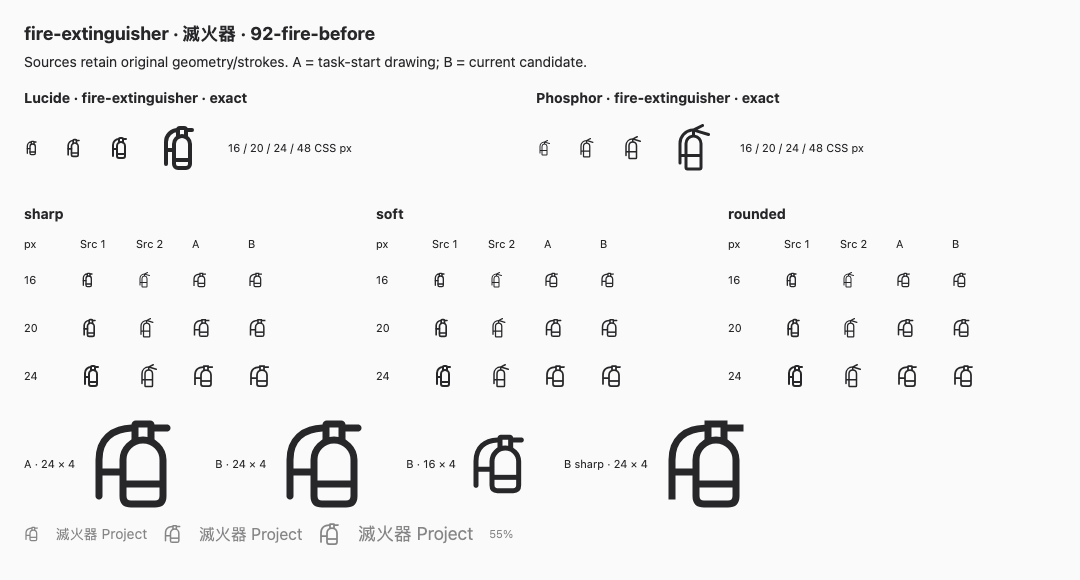 fire-extinguisher · 滅火器 · 92-fire-before
Sources retain original geometry/strokes. A = task-start drawing; B = current candidate.
Lucide · fire-extinguisher · exact
Phosphor · fire-extinguisher · exact
16 / 20 / 24 / 48 CSS px
16 / 20 / 24 / 48 CSS px
sharp
soft
rounded
px Src 1 Src 2 A B
px Src 1 Src 2 A B
px Src 1 Src 2 A B
16
16
16
20
20
20
24
24
24
A · 24 × 4
B · 24 × 4
B · 16 × 4
B sharp · 24 × 4
滅火器 Project
滅火器 Project
滅火器 Project
55%